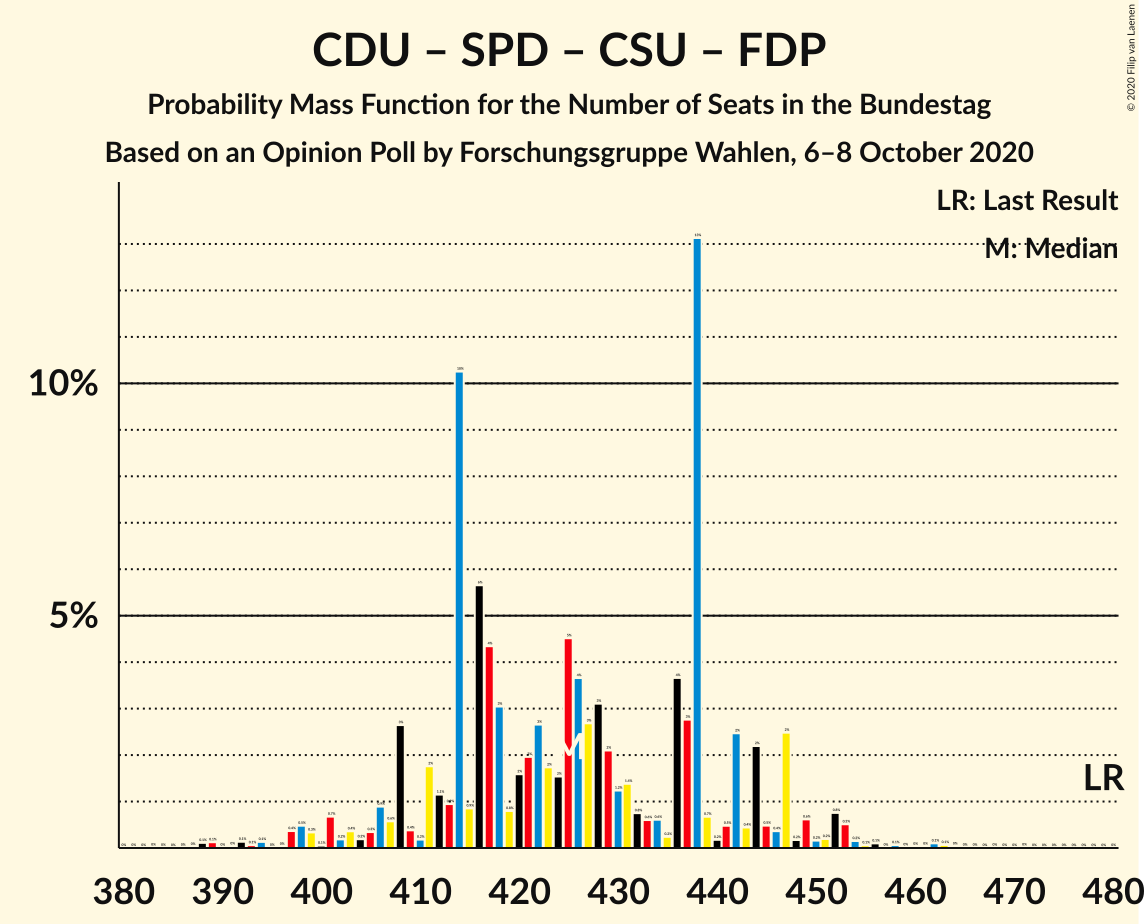 CDU – SPD – CSU – FDP
Probability Mass Function for the Number of Seats in the Bundestag
Based on an Opinion Poll by Forschungsgruppe Wahlen, 6–8 October 2020
© 2020 Filip van Laenen
LR: Last Result
M: Median
10%
5%
M
LR
380 390 400 410 420 430 440 450 460 470 480